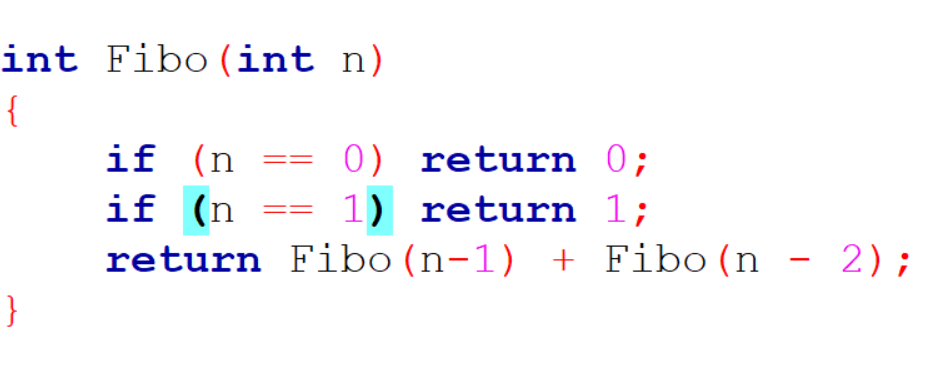 int Fibo(int n)
{
    if (n == 0) return 0;
    if (n == 1) return 1;
    return Fibo(n-1) + Fibo(n - 2);
}